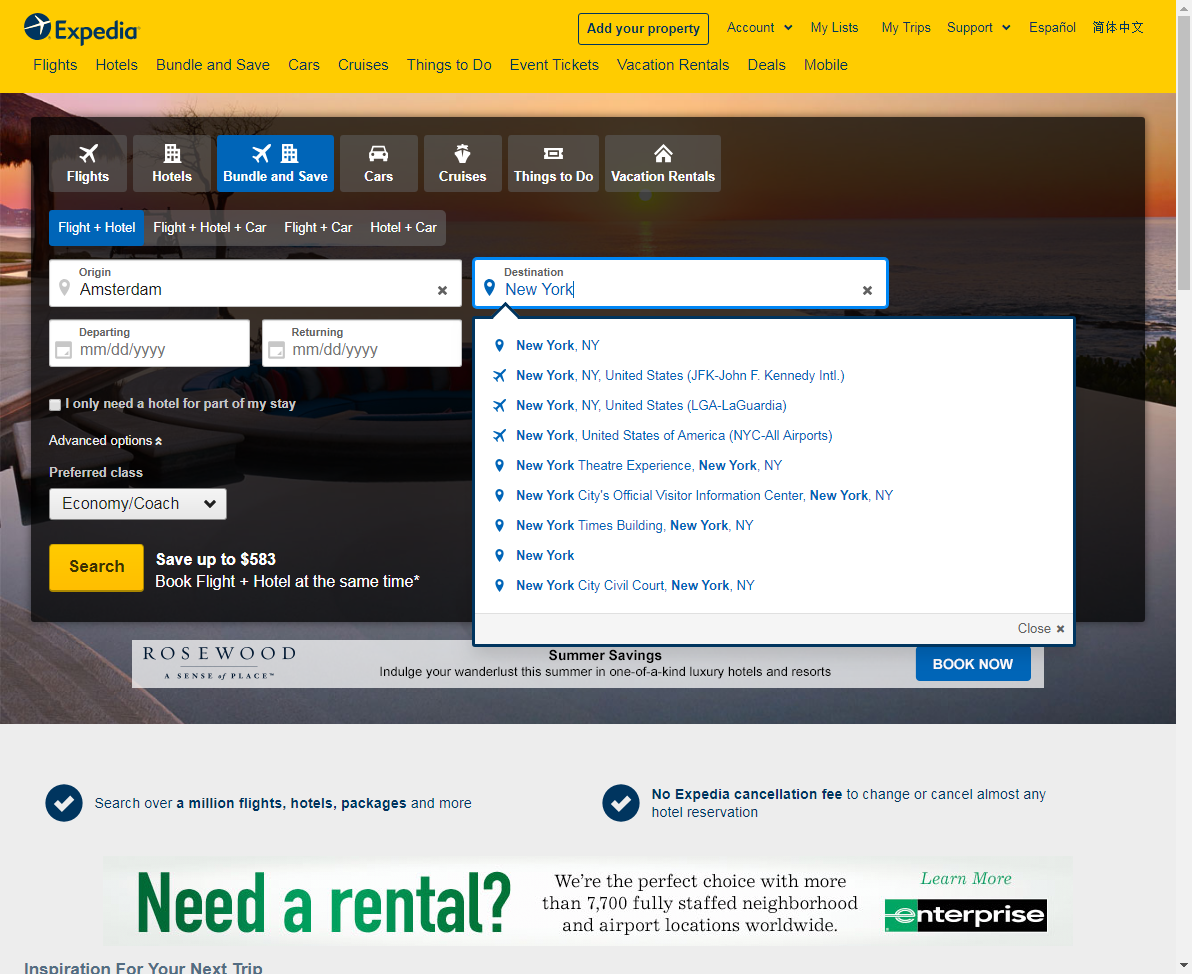 Expedia
Add your property
Account
My Lists
My Trips
Support
Español
简体中文
Flights
Hotels
Bundle and Save
Cars
Cruises
Things to Do
Event Tickets
Vacation Rentals
Deals
Mobile
Flights
Hotels
Bundle and Save
Cars
Cruises
Things to Do
Vacation Rentals
Flight + Hotel
Flight + Hotel + Car
Flight + Car
Hotel + Car
Origin
Amsterdam
Destination
New York
Departing
mm/dd/yyyy
Returning
mm/dd/yyyy
New York, NY
New York, NY, United States (JFK-John F. Kennedy Intl.)
New York, NY, United States (LGA-LaGuardia)
New York, United States of America (NYC-All Airports)
New York Theatre Experience, New York, NY
New York City's Official Visitor Information Center, New York, NY
New York Times Building, New York, NY
New York
New York City Civil Court, New York, NY
Close
I only need a hotel for part of my stay
Advanced options
Preferred class
Economy/Coach
Search
Save up to $583
Book Flight + Hotel at the same time*
ROSEWOOD
A SENSE of PLACE™
Summer Savings
Indulge your wanderlust this summer in one-of-a-kind luxury hotels and resorts
BOOK NOW
Search over a million flights, hotels, packages and more
No Expedia cancellation fee to change or cancel almost any
hotel reservation
Need a rental?
We're the perfect choice with more
than 7,700 fully staffed neighborhood
and airport locations worldwide.
Learn More
enterprise
Inspiration For Your Next Trip